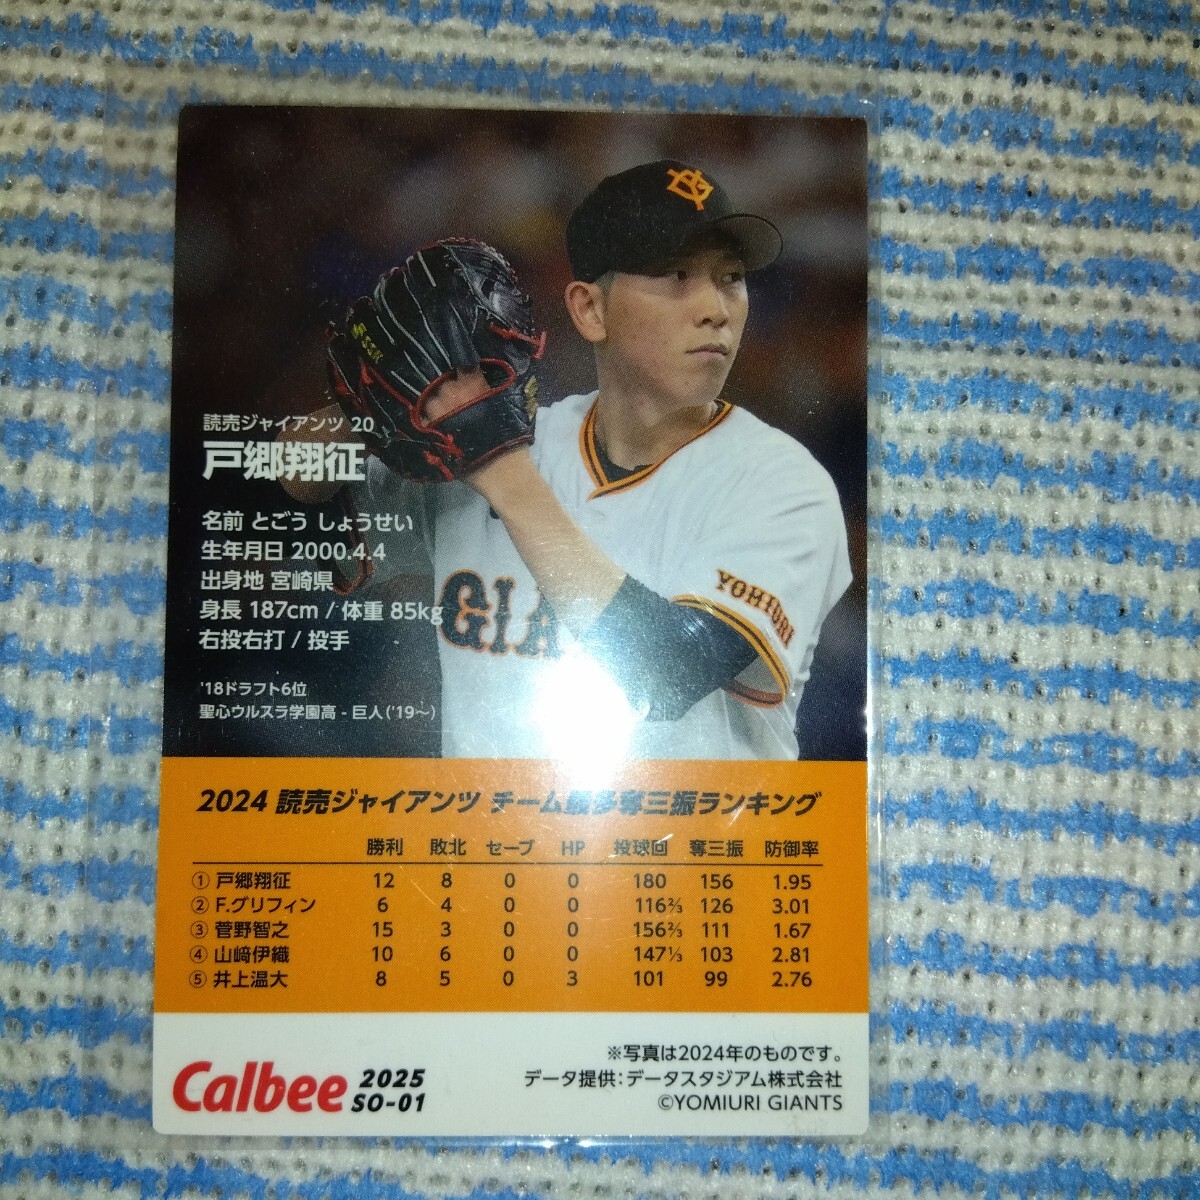 SSK
読売ジャイアンツ 20
戸郷翔征
名前 とごう しょうせい
生年月日 2000.4.4
出身地 宮崎県
身長 187cm / 体重 85kg
右投右打 / 投手
'18ドラフト6位
聖心ウルスラ学園高 - 巨人('19～)
GIA
YOMIURI
2024 読売ジャイアンツ チーム最多奪三振ランキング
勝利 敗北 セーブ HP 投球回 奪三振 防御率
① 戸郷翔征 12 8 0 0 180 156 1.95
② F.グリフィン 6 4 0 0 116⅔ 126 3.01
③ 菅野智之 15 3 0 0 156⅔ 111 1.67
④ 山﨑伊織 10 6 0 0 147⅓ 103 2.81
⑤ 井上温大 8 5 0 3 101 99 2.76
Calbee 2025 SO-01
※写真は2024年のものです。
データ提供：データスタジアム株式会社
©YOMIURI GIANTS